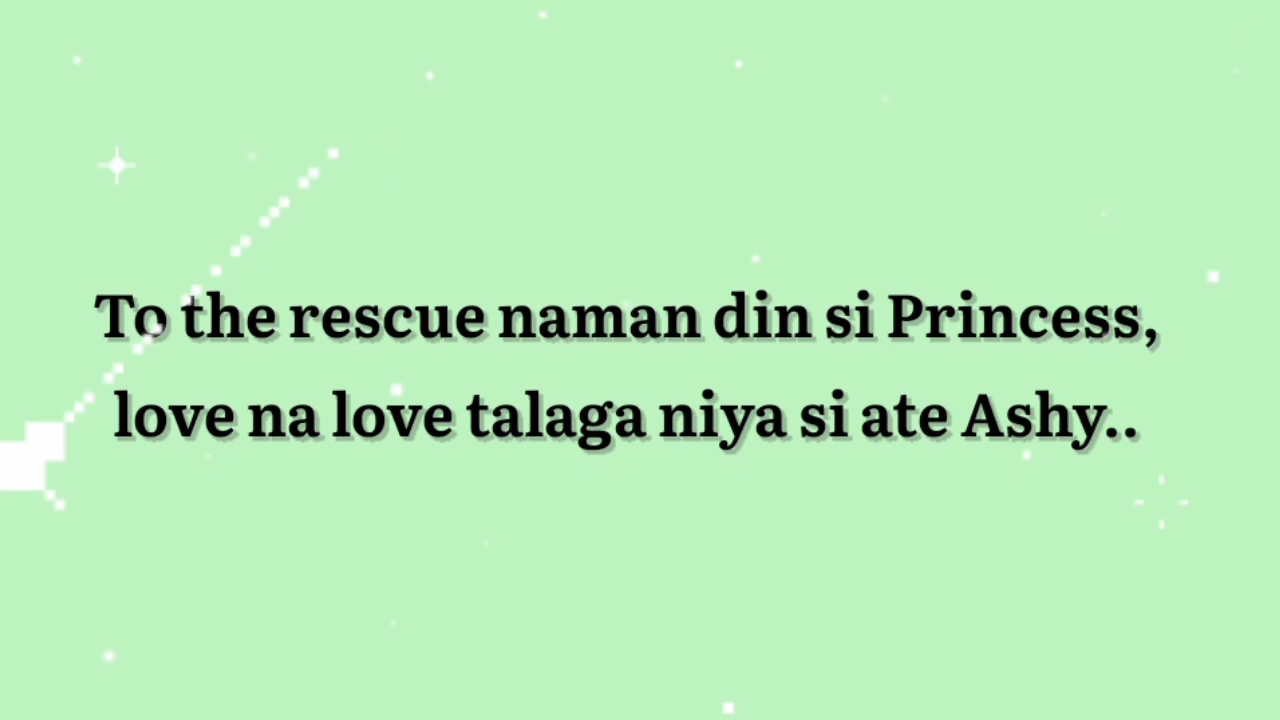 To the rescue naman din si Princess,
love na love talaga niya si ate Ashy..